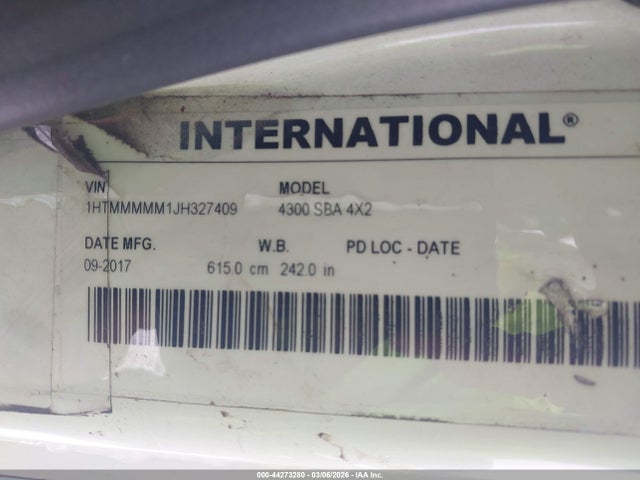 INTERNATIONAL®
VIN MODEL
1HTMMMMM1JH327409 4300 SBA 4X2
DATE MFG. W.B. PD LOC - DATE
09-2017 615.0 cm 242.0 in
000-44273280 - 03/06/2026 - IAA Inc.